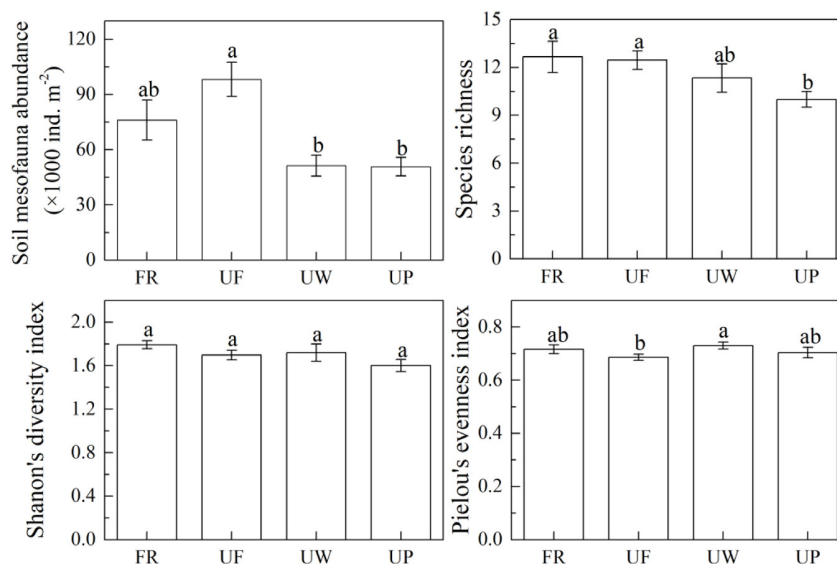 Soil mesofauna abundance
(×1000 ind. m⁻²)
120
90
60
30
0
ab
a
b
b
FR UF UW UP
Species richness
15
12
9
6
3
0
a
a
ab
b
FR UF UW UP
Shanon's diversity index
2.0
1.6
1.2
0.8
0.4
0.0
a
a
a
a
FR UF UW UP
Pielou's evenness index
0.8
0.6
0.4
0.2
0.0
ab
b
a
ab
FR UF UW UP